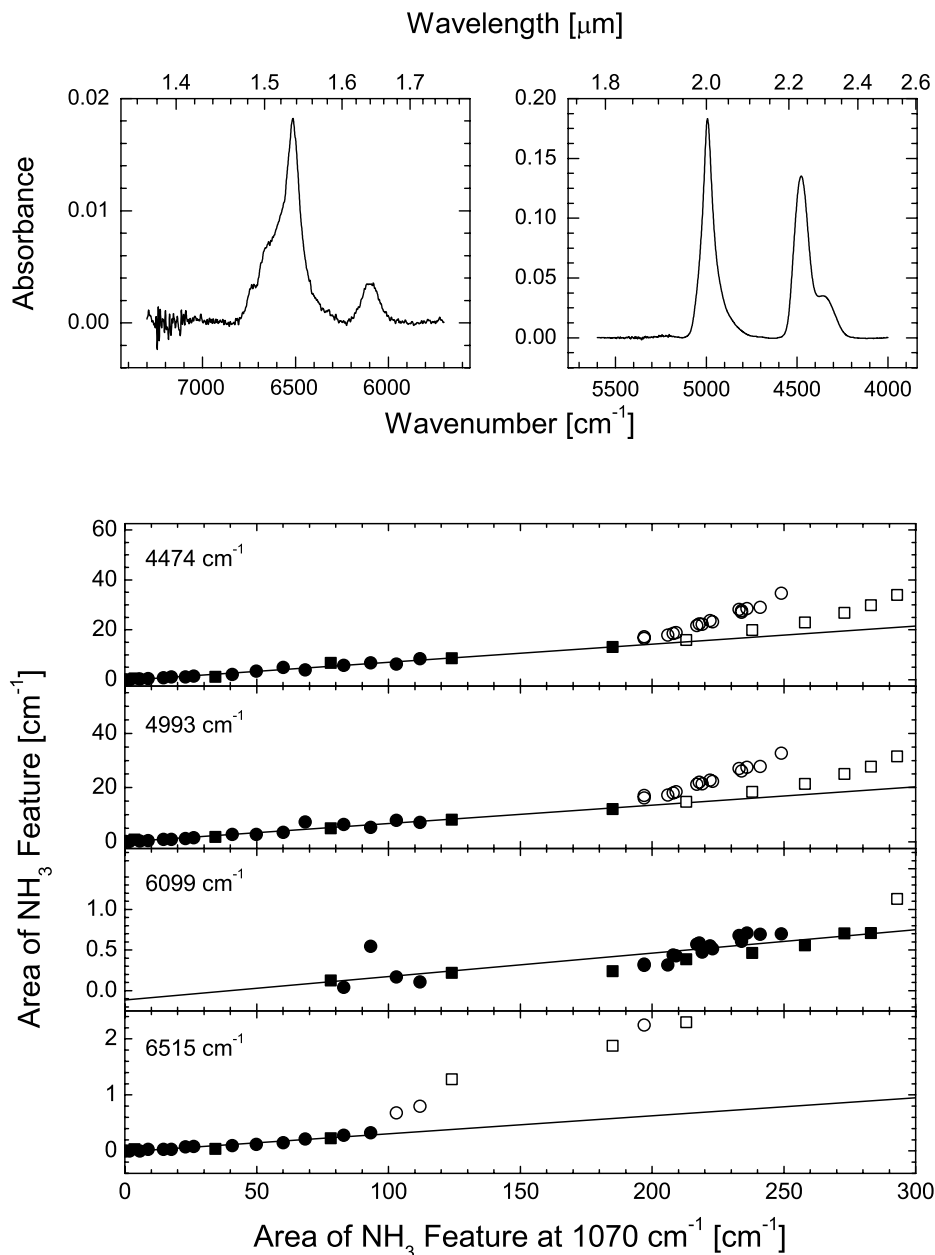 Wavelength [μm]
1.4 1.5 1.6 1.7 1.8 2.0 2.2 2.4 2.6
0.02
0.01
0.00
0.20
0.15
0.10
0.05
0.00
Absorbance
7000 6500 6000 5500 5000 4500 4000
Wavenumber [cm⁻¹]
60
4474 cm⁻¹
40
20
0
4993 cm⁻¹
40
20
0
6099 cm⁻¹
1.0
0.5
0.0
6515 cm⁻¹
2
1
0
Area of NH₃ Feature [cm⁻¹]
0 50 100 150 200 250 300
Area of NH₃ Feature at 1070 cm⁻¹ [cm⁻¹]